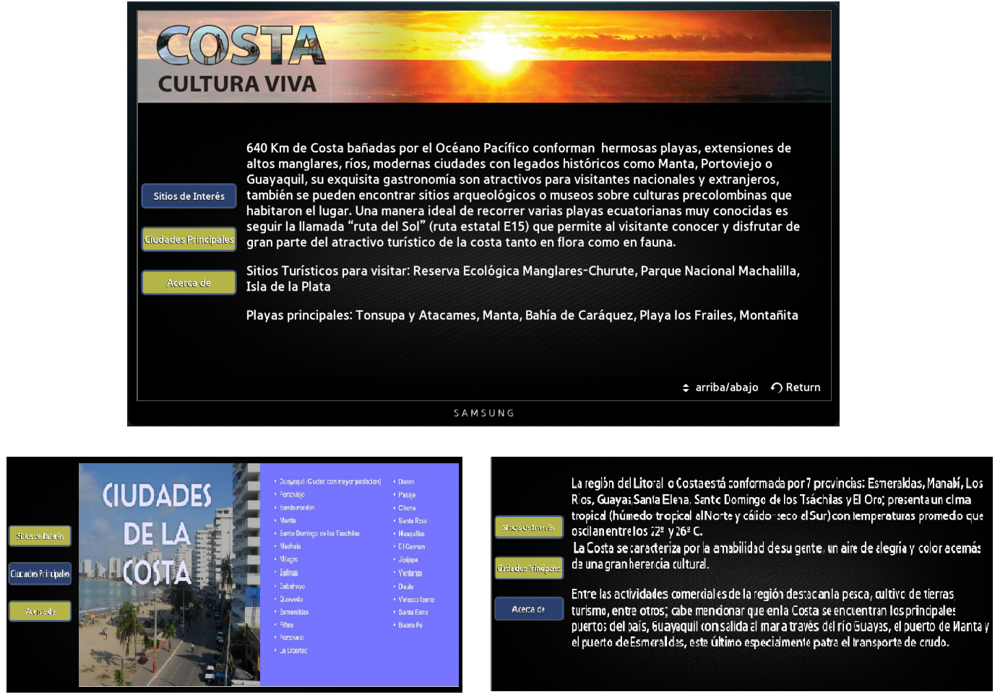 COSTA
CULTURA VIVA
640 Km de Costa bañadas por el Océano Pacífico conforman hermosas playas, extensiones de
altos manglares, ríos, modernas ciudades con legados históricos como Manta, Portoviejo o
Guayaquil, su exquisita gastronomía son atractivos para visitantes nacionales y extranjeros,
también se pueden encontrar sitios arqueológicos o museos sobre culturas precolombinas que
habitaron el lugar. Una manera ideal de recorrer varias playas ecuatorianas muy conocidas es
seguir la llamada “ruta del Sol” (ruta estatal E15) que permite al visitante conocer y disfrutar de
gran parte del atractivo turístico de la costa tanto en flora como en fauna.
Sitios Turísticos para visitar: Reserva Ecológica Manglares-Churute, Parque Nacional Machalilla,
Isla de la Plata
Playas principales: Tonsupa y Atacames, Manta, Bahía de Caráquez, Playa los Frailes, Montañita
Sitios de Interés
Ciudades Principales
Acerca de
arriba/abajo Return
SAMSUNG
Sitios de Interés
Ciudades Principales
Acerca de
CIUDADES
DE LA
COSTA
• Guayaquil (Ciudad con mayor población)
• Portoviejo
• Samborondón
• Manta
• Santo Domingo de los Tsachilas
• Machala
• Milagro
• Salinas
• Babahoyo
• Quevedo
• Esmeraldas
• Piñas
• Portovelo
• La Libertad
• Durán
• Pasaje
• Chone
• Santa Rosa
• Huaquillas
• El Carmen
• Jipijapa
• Ventanas
• Daule
• Velasco Ibarra
• Santa Elena
• Buena Fe
Sitios de Interés
Ciudades Principales
Acerca de
La región del Litoral o Costa está conformada por 7 provincias: Esmeraldas, Manabí, Los
Ríos, Guayas,Santa Elena, Santo Domingo de los Tsáchilas y El Oro; presenta un clima
tropical (húmedo tropical al Norte y cálido-seco al Sur) con temperaturas promedio que
oscilan entre los 22º y 26º C.
La Costa se caracteriza por la amabilidad de su gente, un aire de alegría y color además
de una gran herencia cultural.
Entre las actividades comerciales de la región destacan la pesca, cultivo de tierras,
turismo, entre otros; cabe mencionar que en la Costa se encuentran los principales
puertos del país, Guayaquil con salida al mar a través del río Guayas, el puerto de Manta y
el puerto de Esmeraldas, este último especialmente patra el transporte de crudo.